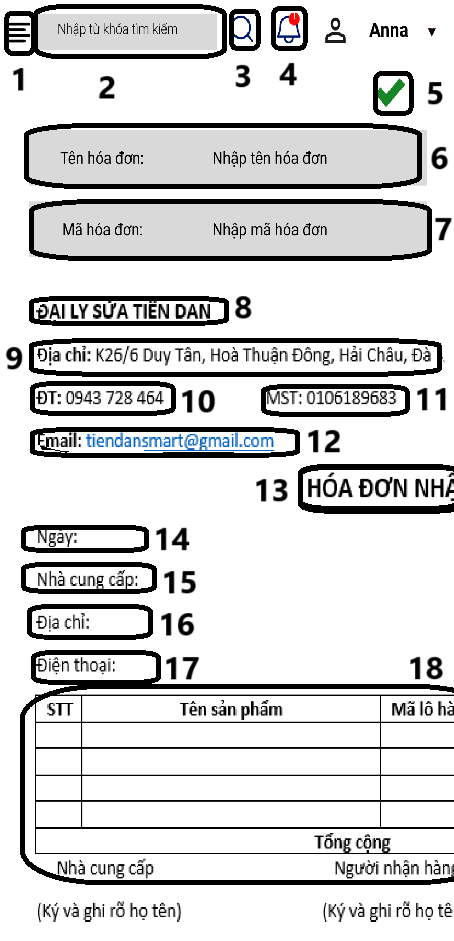 Nhập từ khóa tìm kiếm
Anna
1
2
3
4
5
Tên hóa đơn: Nhập tên hóa đơn 6
Mã hóa đơn: Nhập mã hóa đơn 7
ĐẠI LÝ SỮA TIẾN DAN 8
9 Địa chỉ: K26/6 Duy Tân, Hoà Thuận Đông, Hải Châu, Đà
ĐT: 0943 728 464 10 MST: 0106189683 11
Email: tiendansmart@gmail.com 12
13 HÓA ĐƠN NHẬ
Ngày: 14
Nhà cung cấp: 15
Địa chỉ: 16
Điện thoại: 17 18
STT Tên sản phẩm Mã lô hà
Tổng cộng
Nhà cung cấp Người nhận hàng
(Ký và ghi rõ họ tên) (Ký và ghi rõ họ tê